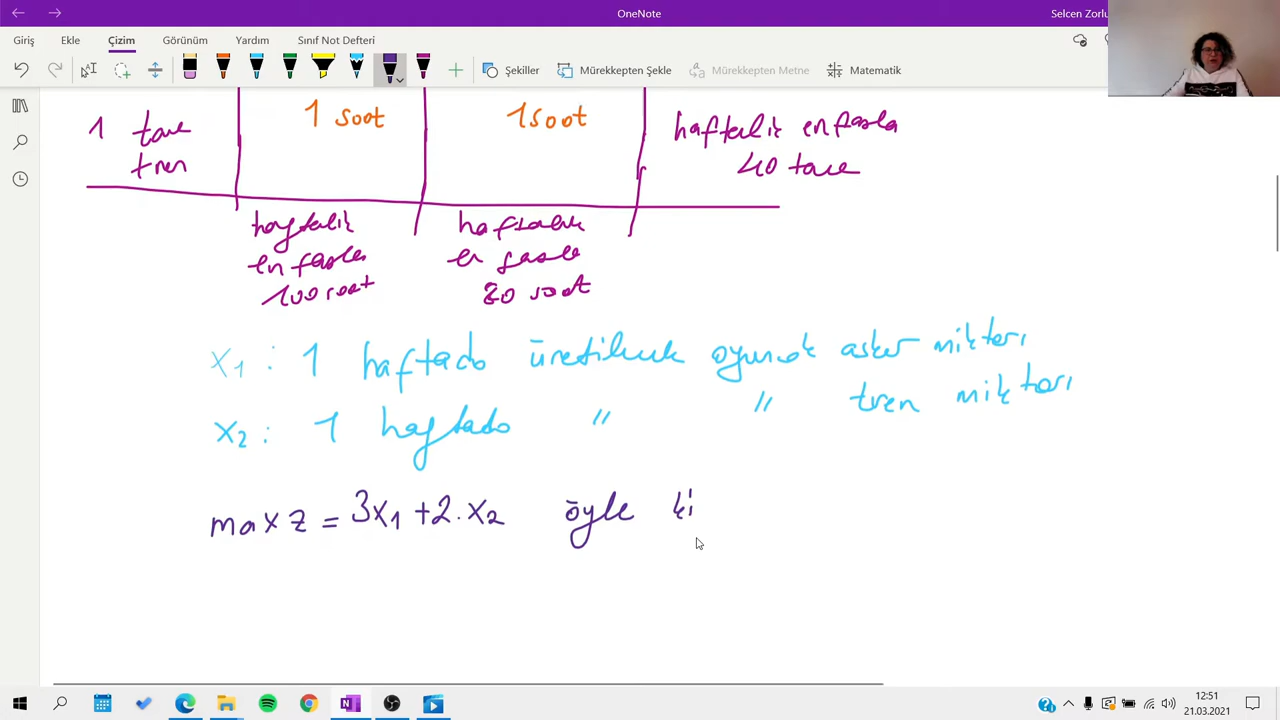 OneNote
Selcen Zorlu
Giriş Ekle Çizim Görünüm Yardım Sınıf Not Defteri
Şekiller Mürekkepten Şekle Mürekkepten Metne Matematik
1 tane tren
1 saat
1 saat
haftalık en fazla
40 tane
haftalık
en fazla
100 saat
haftalık
en fazla
80 saat
x₁ : 1 haftada üretilecek oyuncak asker miktarı
x₂ : 1 haftada " " tren miktarı
max z = 3x₁ + 2.x₂ öyle ki
12:51
21.03.2021